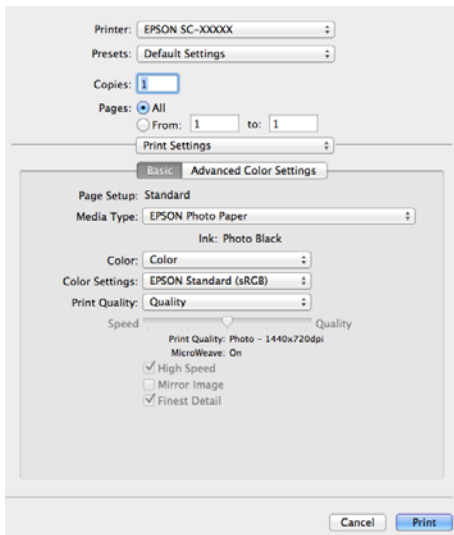 Printer: EPSON SC-XXXXX
Presets: Default Settings
Copies: 1
Pages: All
From: 1 to: 1
Print Settings
Basic Advanced Color Settings
Page Setup: Standard
Media Type: EPSON Photo Paper
Ink: Photo Black
Color: Color
Color Settings: EPSON Standard (sRGB)
Print Quality: Quality
Speed Quality
Print Quality: Photo - 1440x720dpi
MicroWeave: On
High Speed
Mirror Image
Finest Detail
Cancel Print